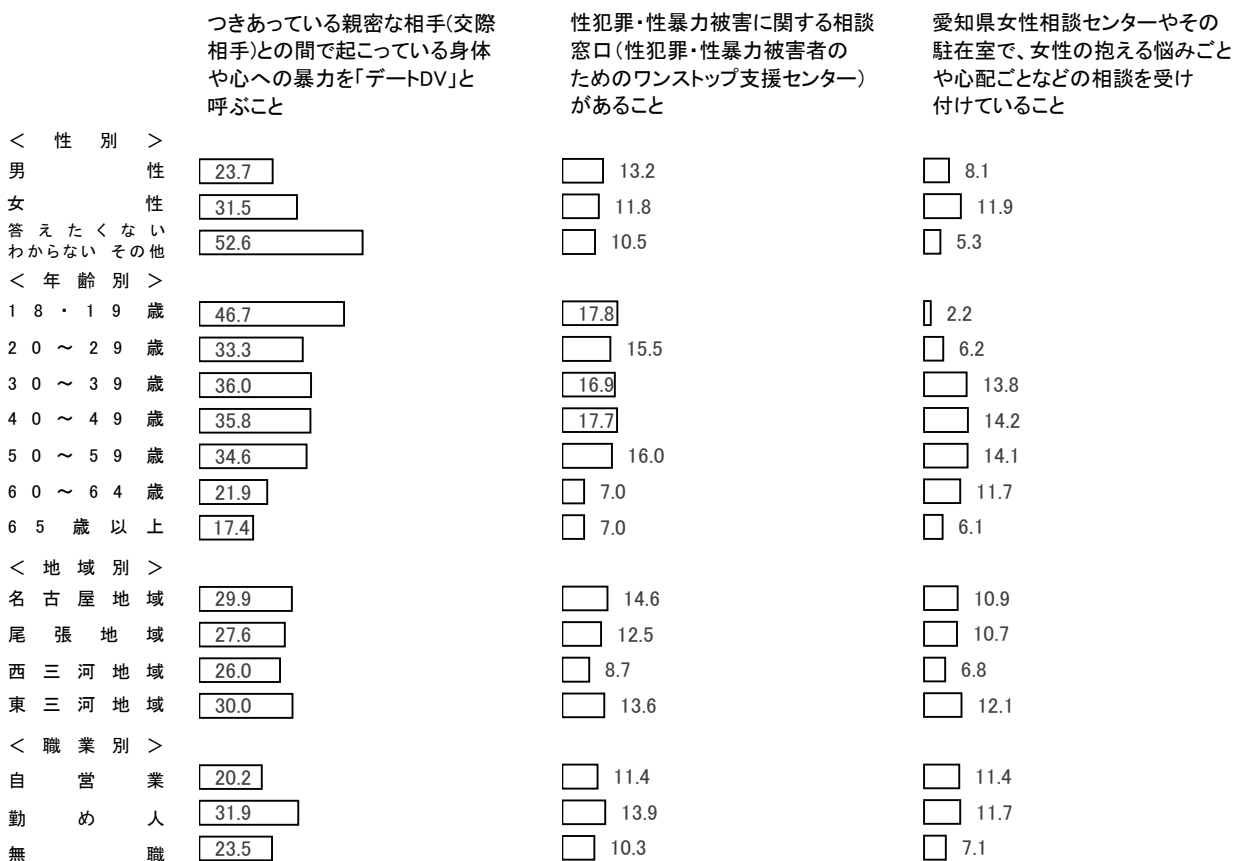 つきあっている親密な相手(交際
相手)との間で起こっている身体
や心への暴力を「デートDV」と
呼ぶこと
性犯罪・性暴力被害に関する相談
窓口(性犯罪・性暴力被害者の
ためのワンストップ支援センター)
があること
愛知県女性相談センターやその
駐在室で、女性の抱える悩みごと
や心配ごとなどの相談を受け
付けていること
＜ 性 別 ＞
男 性 23.7 13.2 8.1
女 性 31.5 11.8 11.9
答 え た く な い
わからない その他 52.6 10.5 5.3
＜ 年 齢 別 ＞
1 8 ・ 1 9 歳 46.7 17.8 2.2
2 0 ～ 2 9 歳 33.3 15.5 6.2
3 0 ～ 3 9 歳 36.0 16.9 13.8
4 0 ～ 4 9 歳 35.8 17.7 14.2
5 0 ～ 5 9 歳 34.6 16.0 14.1
6 0 ～ 6 4 歳 21.9 7.0 11.7
6 5 歳 以 上 17.4 7.0 6.1
＜ 地 域 別 ＞
名 古 屋 地 域 29.9 14.6 10.9
尾 張 地 域 27.6 12.5 10.7
西 三 河 地 域 26.0 8.7 6.8
東 三 河 地 域 30.0 13.6 12.1
＜ 職 業 別 ＞
自 営 業 20.2 11.4 11.4
勤 め 人 31.9 13.9 11.7
無 職 23.5 10.3 7.1